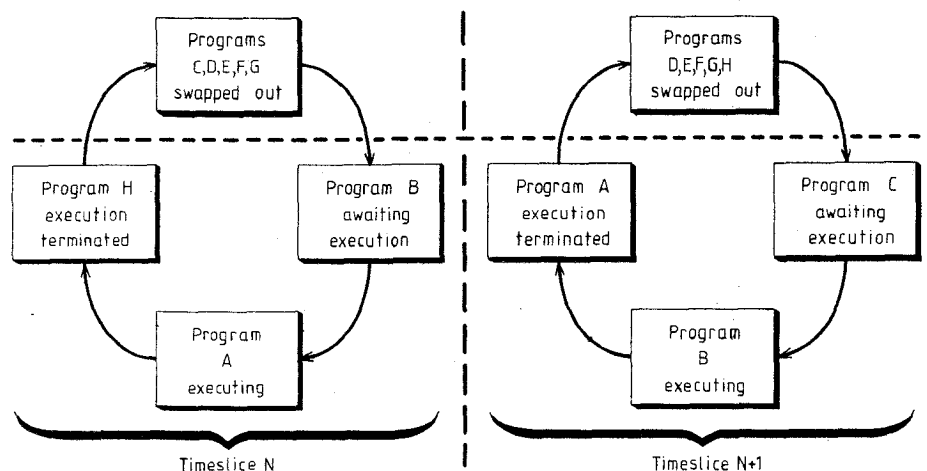 Programs
C,D,E,F,G
swapped out
Program H
execution
terminated
Program B
awaiting
execution
Program
A
executing
Timeslice N
Programs
D,E,F,G,H
swapped out
Program A
execution
terminated
Program C
awaiting
execution
Program
B
executing
Timeslice N+1